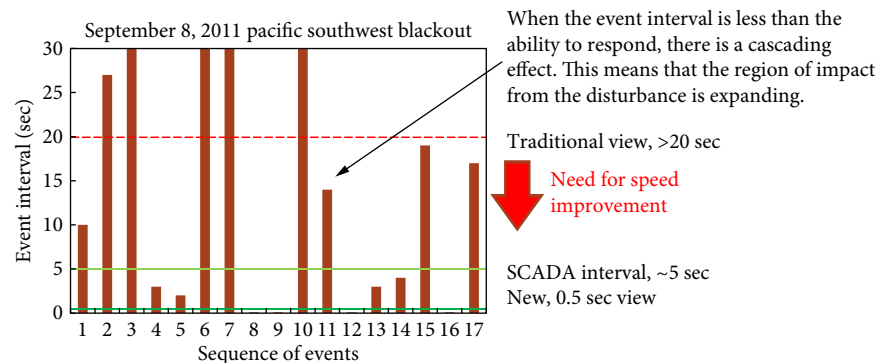 September 8, 2011 pacific southwest blackout
When the event interval is less than the
ability to respond, there is a cascading
effect. This means that the region of impact
from the disturbance is expanding.
Event interval (sec)
30
25
20
15
10
5
0
Traditional view, >20 sec
Need for speed
improvement
SCADA interval, ~5 sec
New, 0.5 sec view
1 2 3 4 5 6 7 8 9 10 11 12 13 14 15 16 17
Sequence of events